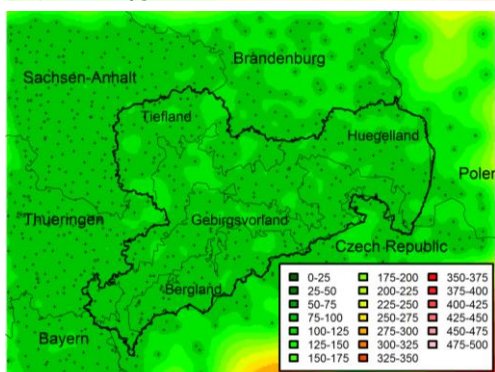 Brandenburg
Sachsen-Anhalt
Tiefland
Huegelland
Polen
Thueringen
Gebirgsvorland
Czech Republic
Bergland
Bayern
0-25 175-200 350-375
25-50 200-225 375-400
50-75 225-250 400-425
75-100 250-275 425-450
100-125 275-300 450-475
125-150 300-325 475-500
150-175 325-350